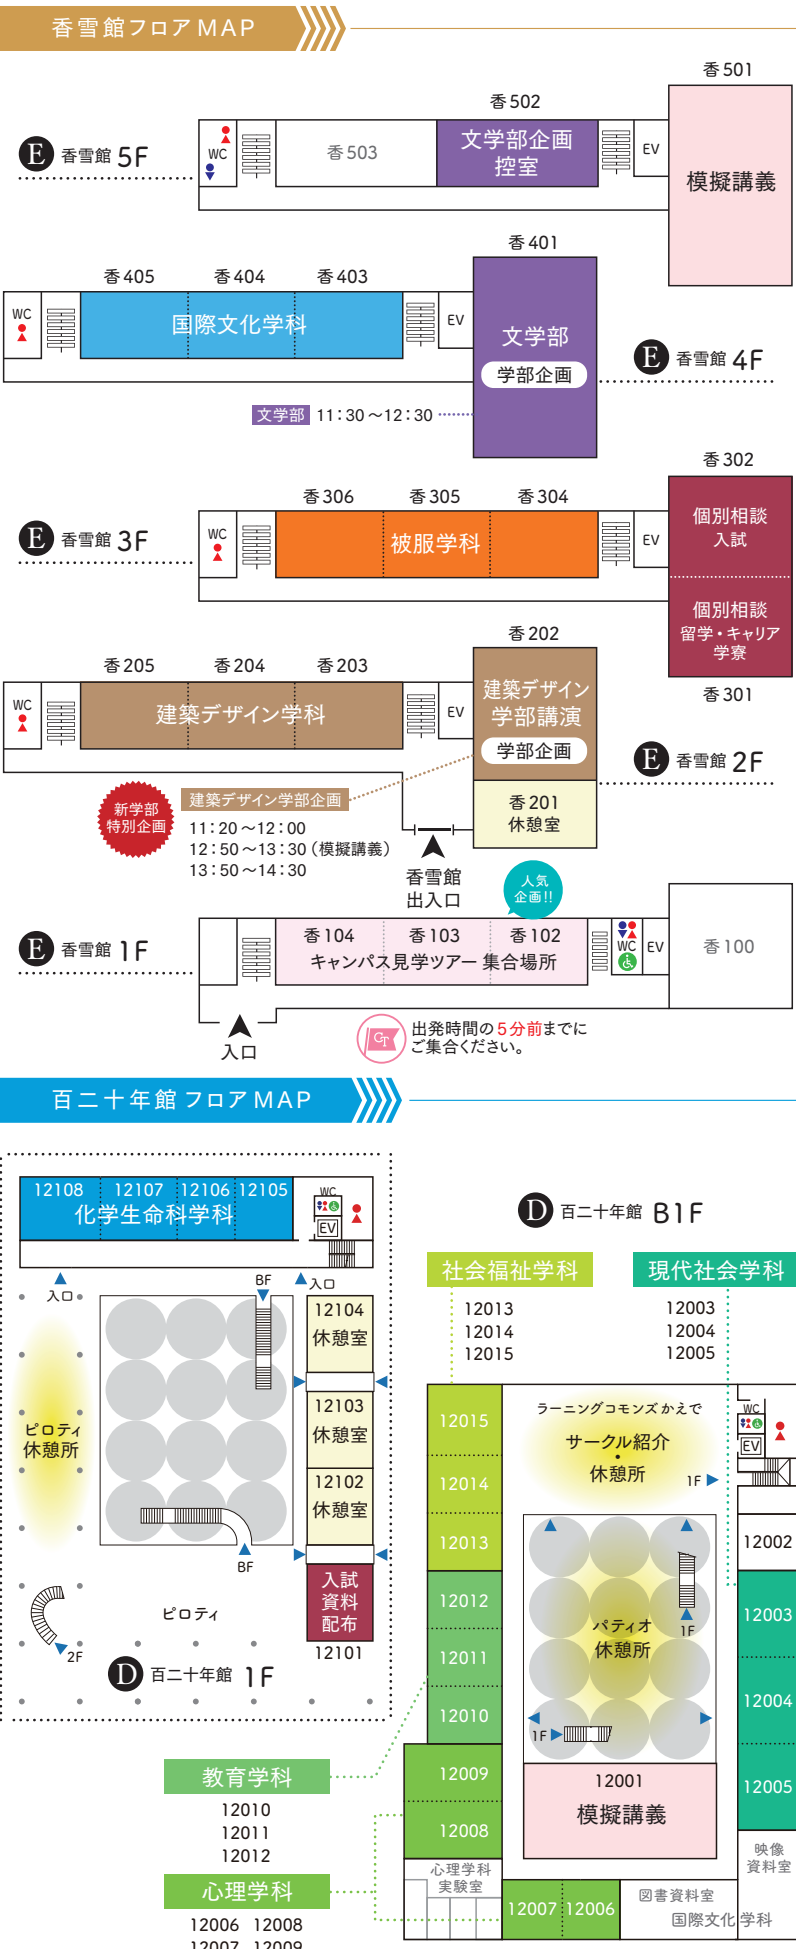 香雪館フロアMAP
香501
香502
E 香雪館 5F
WC
香503
文学部企画
控室
EV
模擬講義
香401
香405 香404 香403
WC
国際文化学科
EV
文学部
学部企画
E 香雪館 4F
文学部 11:30～12:30
香302
香306 香305 香304
E 香雪館 3F
WC
被服学科
EV
個別相談
入試
個別相談
留学・キャリア
学寮
香301
香202
香205 香204 香203
WC
建築デザイン学科
EV
建築デザイン
学部講演
学部企画
E 香雪館 2F
新学部
特別企画
建築デザイン学部企画
11:20～12:00
12:50～13:30(模擬講義)
13:50～14:30
香201
休憩室
香雪館
出入口
人気
企画!!
E 香雪館 1F
香104 香103 香102
キャンパス見学ツアー 集合場所
WC
EV
香100
入口
GT
出発時間の5分前までに
ご集合ください。
百二十年館 フロアMAP
12108 12107 12106 12105
化学生命科学科
WC
EV
入口
BF
入口
12104
休憩室
12103
休憩室
12102
休憩室
ピロティ
休憩所
BF
入試
資料
配布
12101
ピロティ
2F
D 百二十年館 1F
D 百二十年館 B1F
社会福祉学科
12013
12014
12015
現代社会学科
12003
12004
12005
12015
12014
12013
12012
12011
12010
12009
12008
ラーニングコモンズかえで
サークル紹介
・
休憩所
1F
WC
EV
12002
12003
12004
12005
パティオ
休憩所
1F
1F
12001
模擬講義
教育学科
12010
12011
12012
心理学科
12006 12008
12007 12009
心理学科
実験室
12007 12006
図書資料室
国際文化学科
映像
資料室